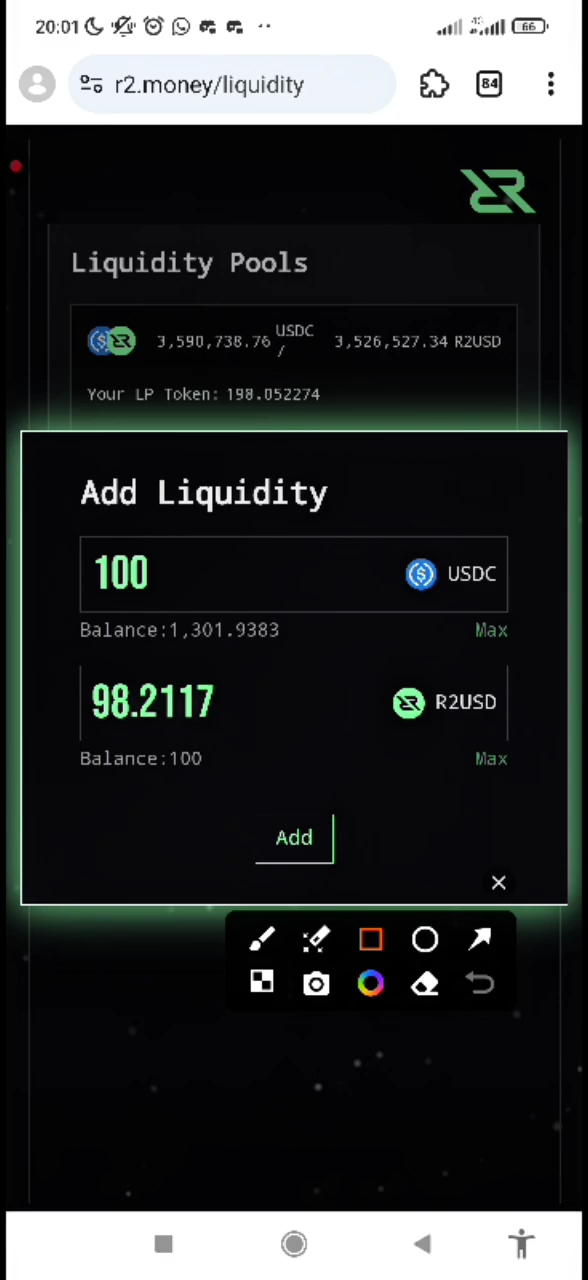 20:01
4G 66
r2.money/liquidity
84
Liquidity Pools
3,590,738.76 USDC / 3,526,527.34 R2USD
Your LP Token: 198.052274
Add Liquidity
100 USDC
Balance:1,301.9383 Max
98.2117 R2USD
Balance:100 Max
Add